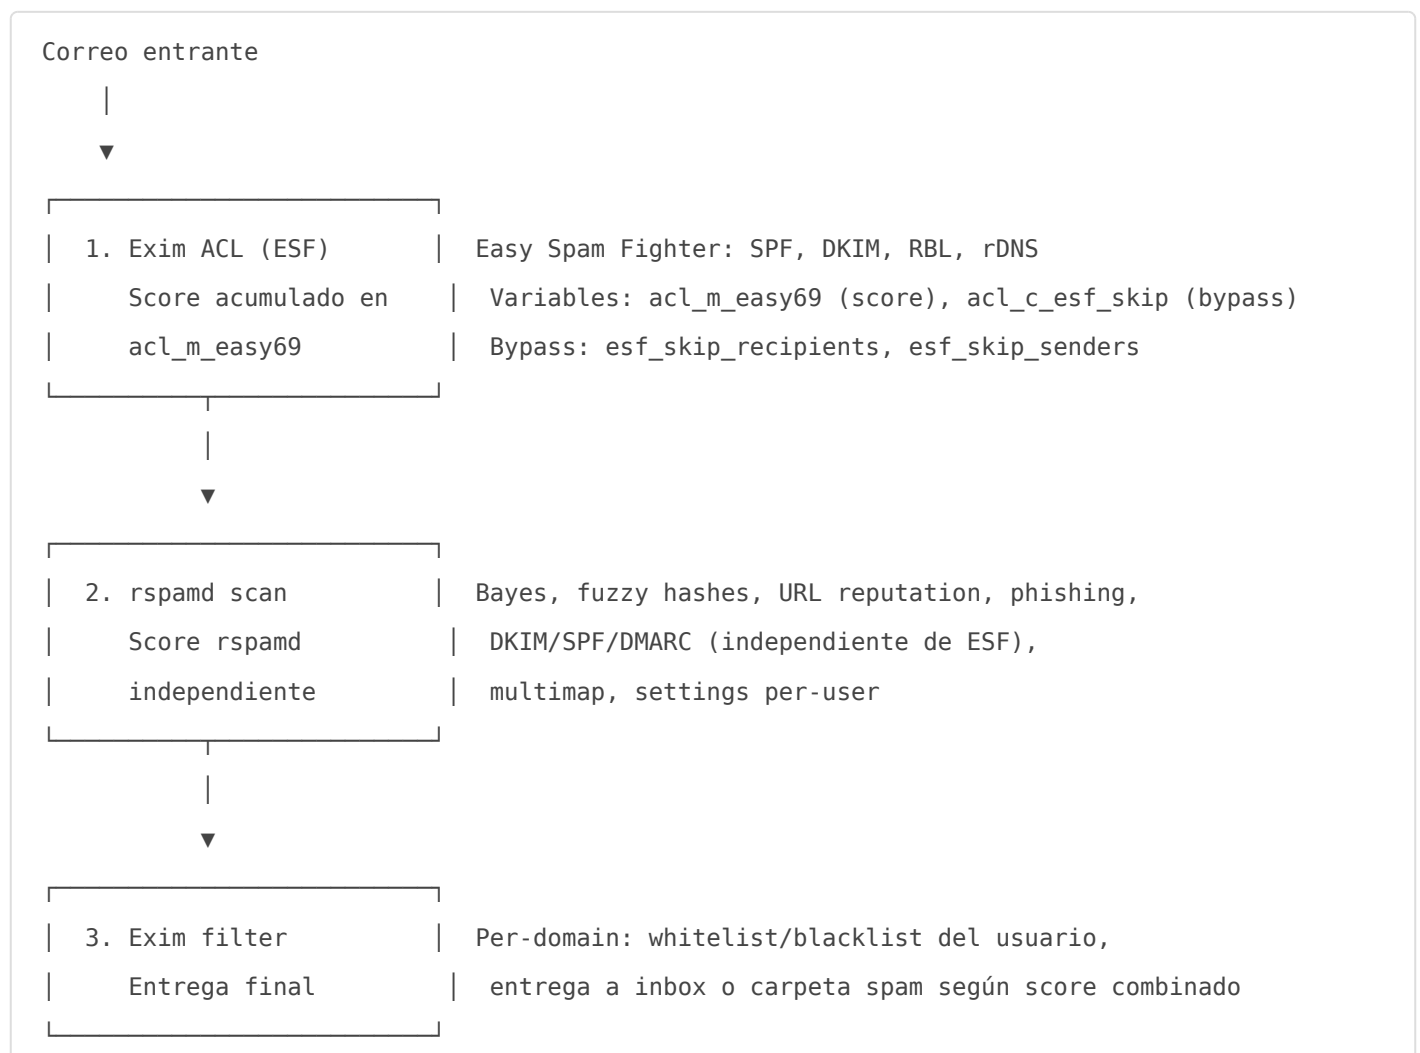 Correo entrante
│
▼
┌───────────────────────────┐
│  1. Exim ACL (ESF)        │  Easy Spam Fighter: SPF, DKIM, RBL, rDNS
│     Score acumulado en    │  Variables: acl_m_easy69 (score), acl_c_esf_skip (bypass)
│     acl_m_easy69          │  Bypass: esf_skip_recipients, esf_skip_senders
└───────────┬───────────────┘
│
▼
┌───────────────────────────┐
│  2. rspamd scan           │  Bayes, fuzzy hashes, URL reputation, phishing,
│     Score rspamd          │  DKIM/SPF/DMARC (independiente de ESF),
│     independiente         │  multimap, settings per-user
└───────────┬───────────────┘
│
▼
┌───────────────────────────┐
│  3. Exim filter           │  Per-domain: whitelist/blacklist del usuario,
│     Entrega final         │  entrega a inbox o carpeta spam según score combinado
└───────────────────────────┘